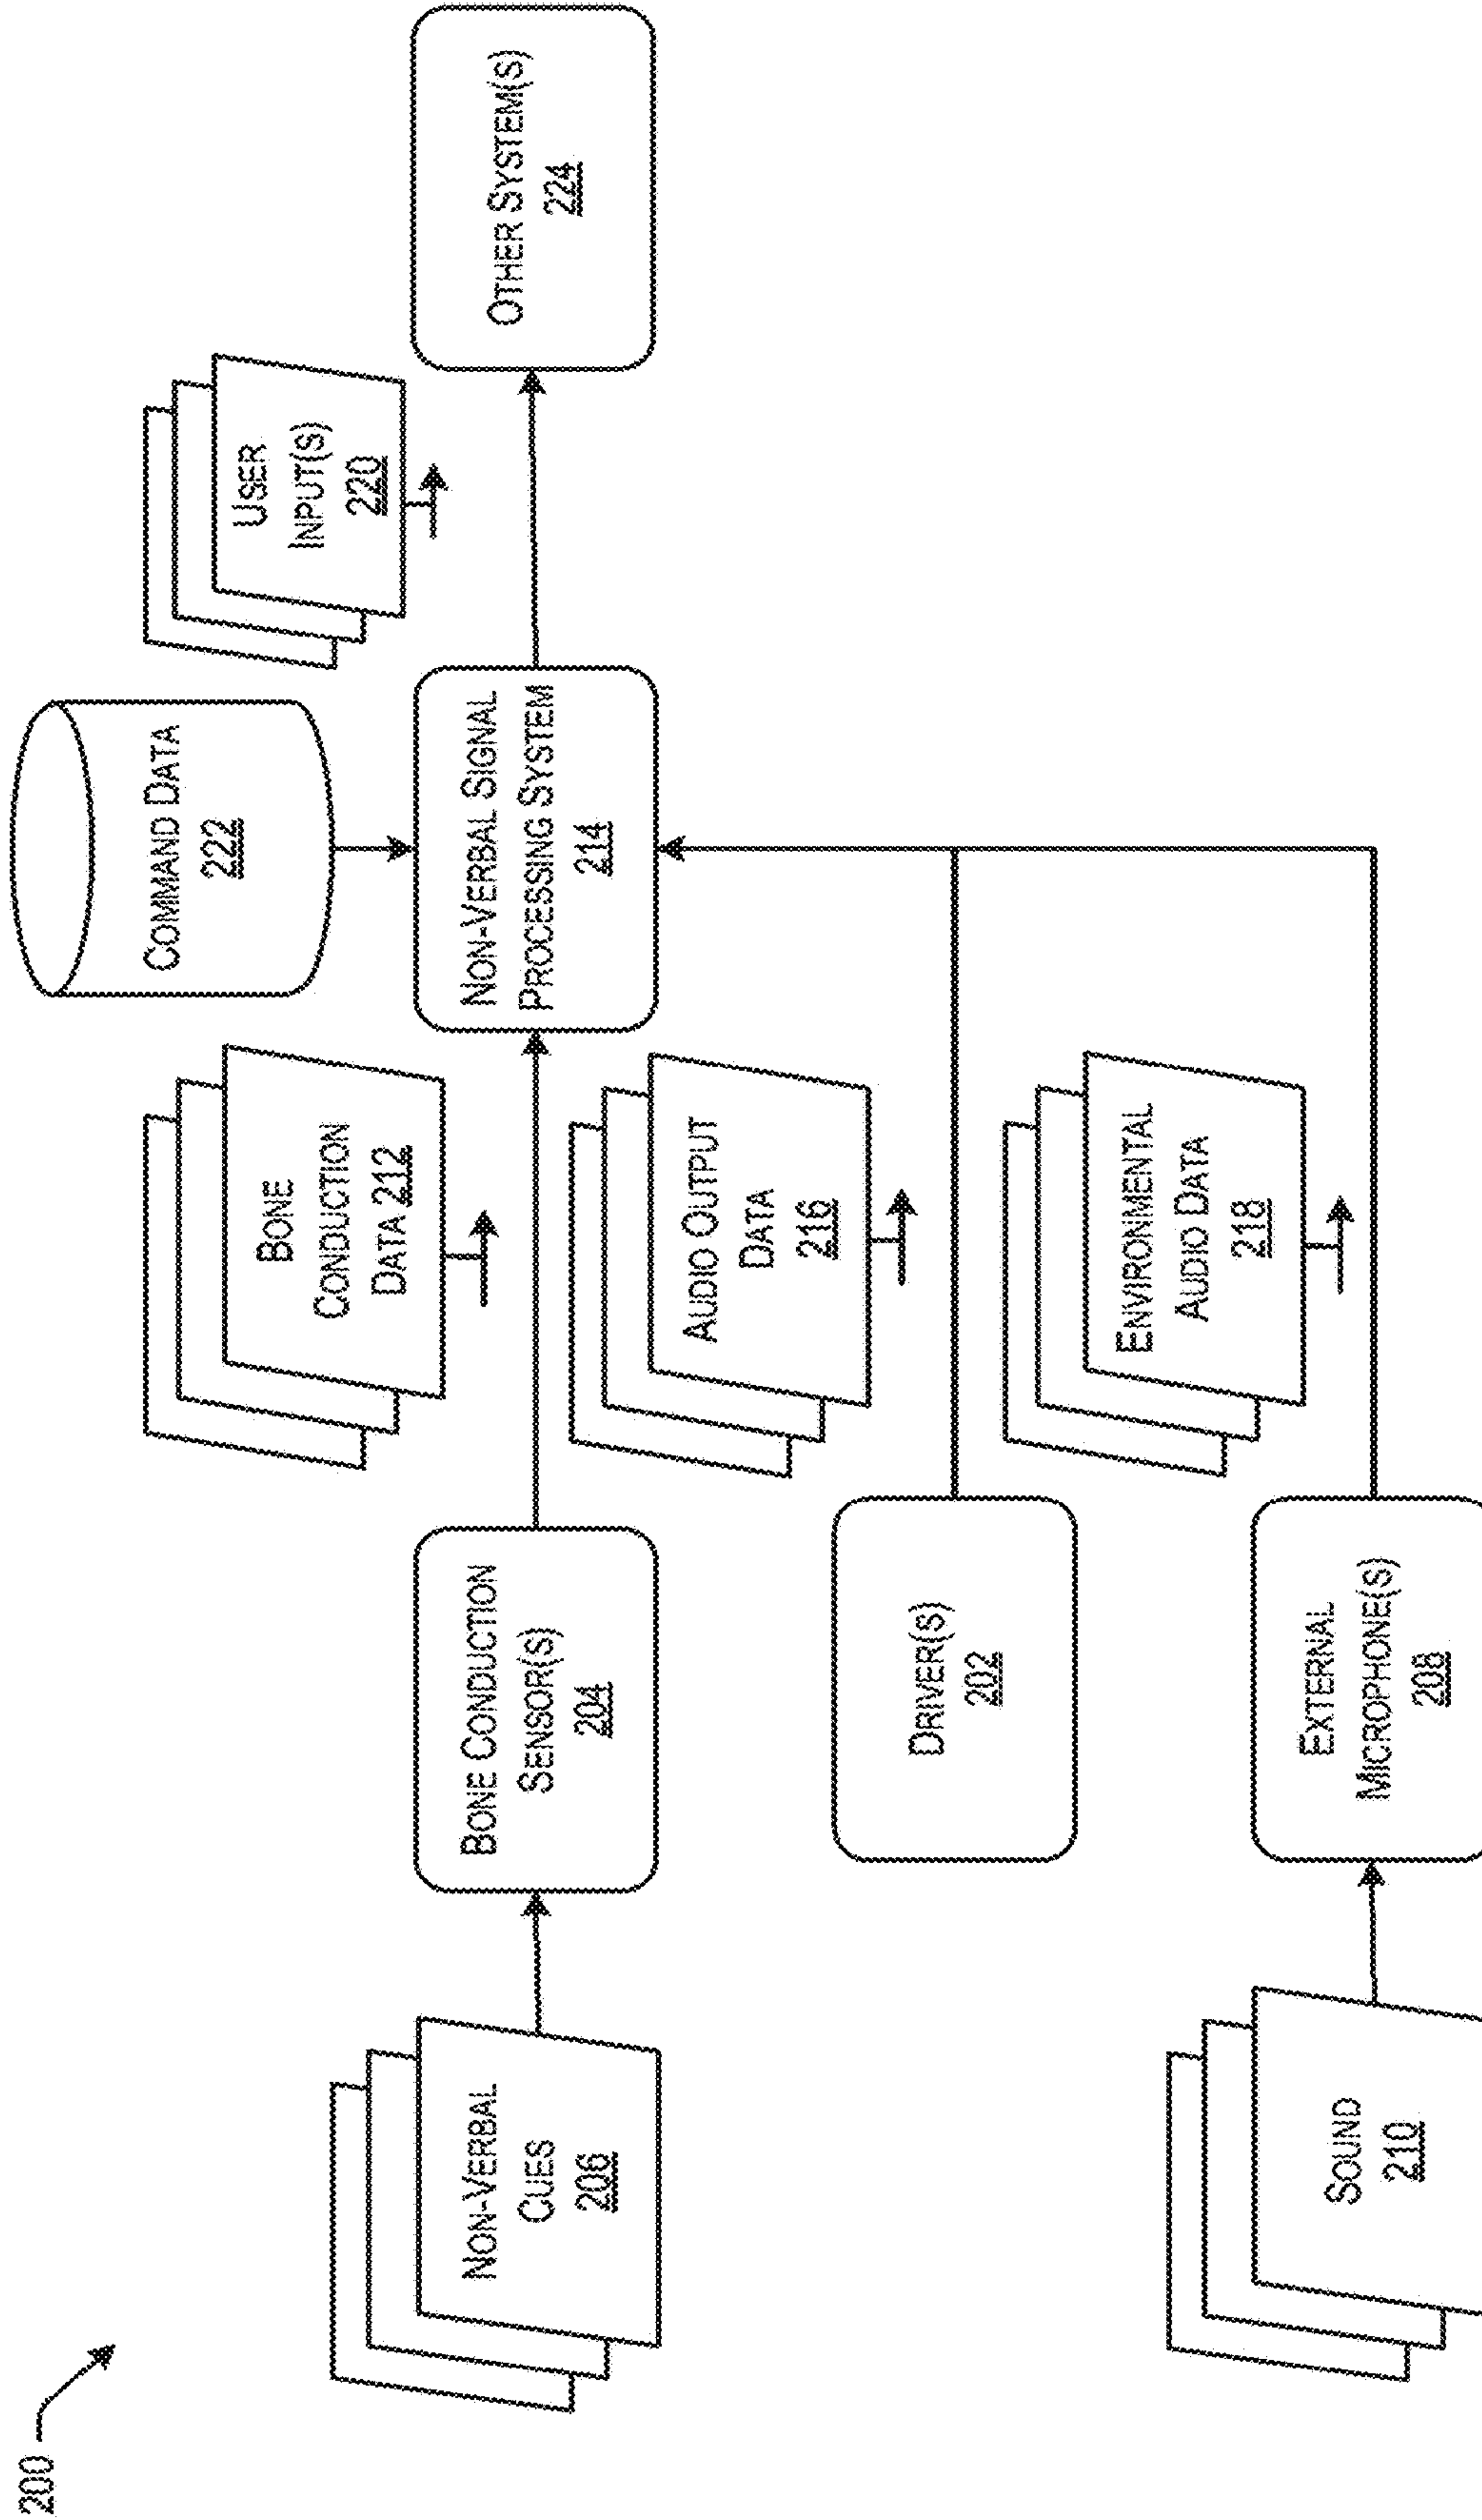 200
NON-VERBAL
CUES
206
BONE CONDUCTION
SENSOR(S)
204
BONE
CONDUCTION
DATA 212
COMMAND DATA
222
NON-VERBAL SIGNAL
PROCESSING SYSTEM
214
USER
INPUT(S)
220
OTHER SYSTEM(S)
224
DRIVER(S)
202
AUDIO OUTPUT
DATA
216
SOUND
210
EXTERNAL
MICROPHONE(S)
208
ENVIRONMENTAL
AUDIO DATA
218